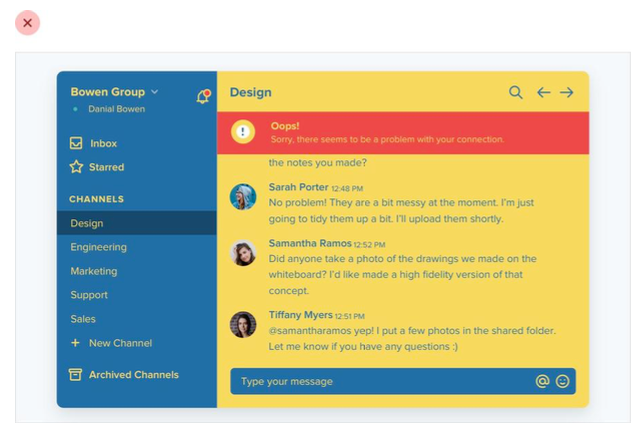 Bowen Group
Danial Bowen
Inbox
Starred
CHANNELS
Design
Engineering
Marketing
Support
Sales
+ New Channel
Archived Channels
Design
Oops!
Sorry, there seems to be a problem with your connection.
the notes you made?
Sarah Porter 12:48 PM
No problem! They are a bit messy at the moment. I'm just
going to tidy them up a bit. I'll upload them shortly.
Samantha Ramos 12:52 PM
Did anyone take a photo of the drawings we made on the
whiteboard? I'd like made a high fidelity version of that
concept.
Tiffany Myers 12:51 PM
@samantharamos yep! I put a few photos in the shared folder.
Let me know if you have any questions :)
Type your message